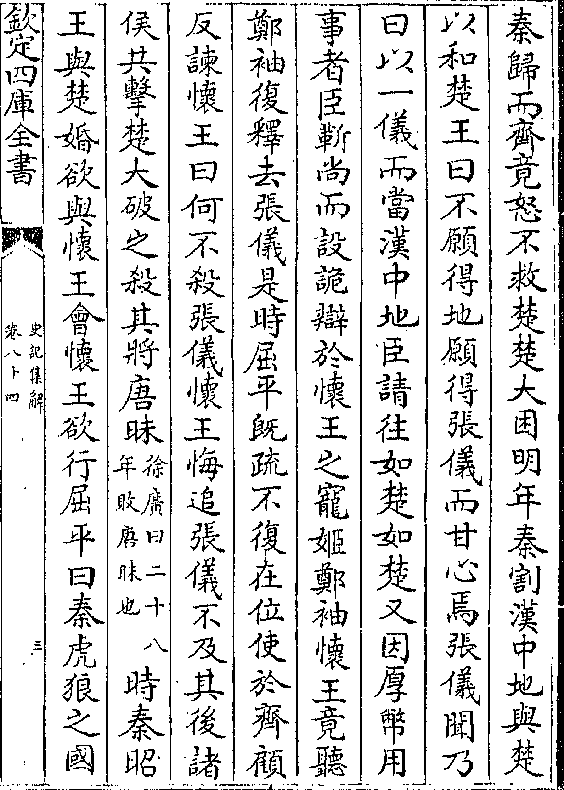 秦歸而齊竟怒不救楚楚大困明年秦割漢中地與楚
以和楚王曰不願得地願得張儀而甘心焉張儀聞乃
曰以一儀而當漢中地臣請往如楚如楚又因厚幣用
事者臣靳尚而設詭辯於懷王之寵姬鄭袖懷王竟聽
鄭袖復釋去張儀是時屈平既疏不復在位使於齊顧
反諫懷王曰何不殺張儀懷王悔追張儀不及其後諸
侯共擊楚大破之殺其將唐昧徐廣曰二十八年敗唐昧也時秦昭
王與楚婚欲與懷王會懷王欲行屈平曰秦虎狼之國
欽定四庫全書
史記集解
卷八十四
三